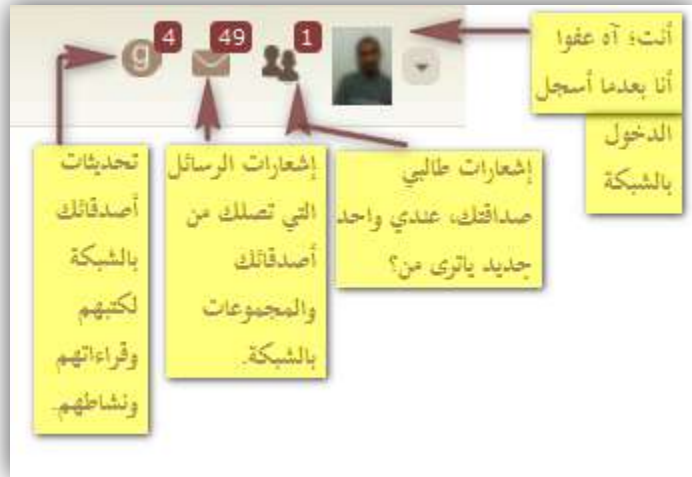 أنت؛ آه عفوا
أنا بعدما أسجل
الدخول
بالشبكة
1
49
4
g
إشعارات طالبي
صداقتك، عندي واحد
جديد ياترى من؟
إشعارات الرسائل
التي تصلك من
أصدقائك
والمجموعات
بالشبكة.
تحديثات
أصدقائك
بالشبكة
لكتبهم
وقراءاتهم
ونشاطهم.